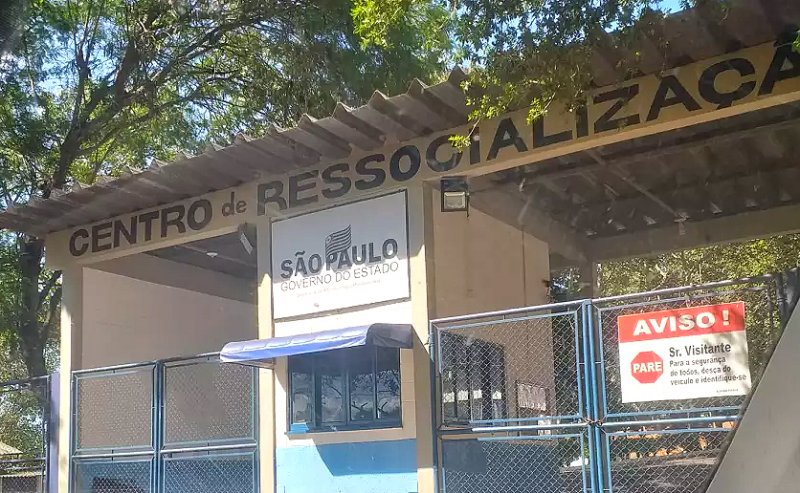 CENTRO de RESSOCIALIZAÇÃ
SÃO PAULO
GOVERNO DO ESTADO
AVISO !
PARE
Sr. Visitante
Para a segurança
de todos, desça do
veículo e identifique-se